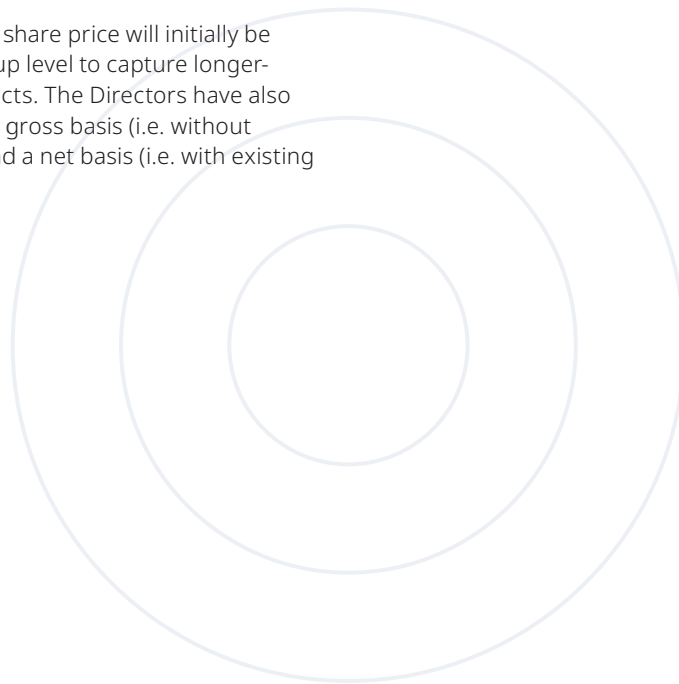 share price will initially be
up level to capture longer-
cts. The Directors have also
gross basis (i.e. without
d a net basis (i.e. with existing